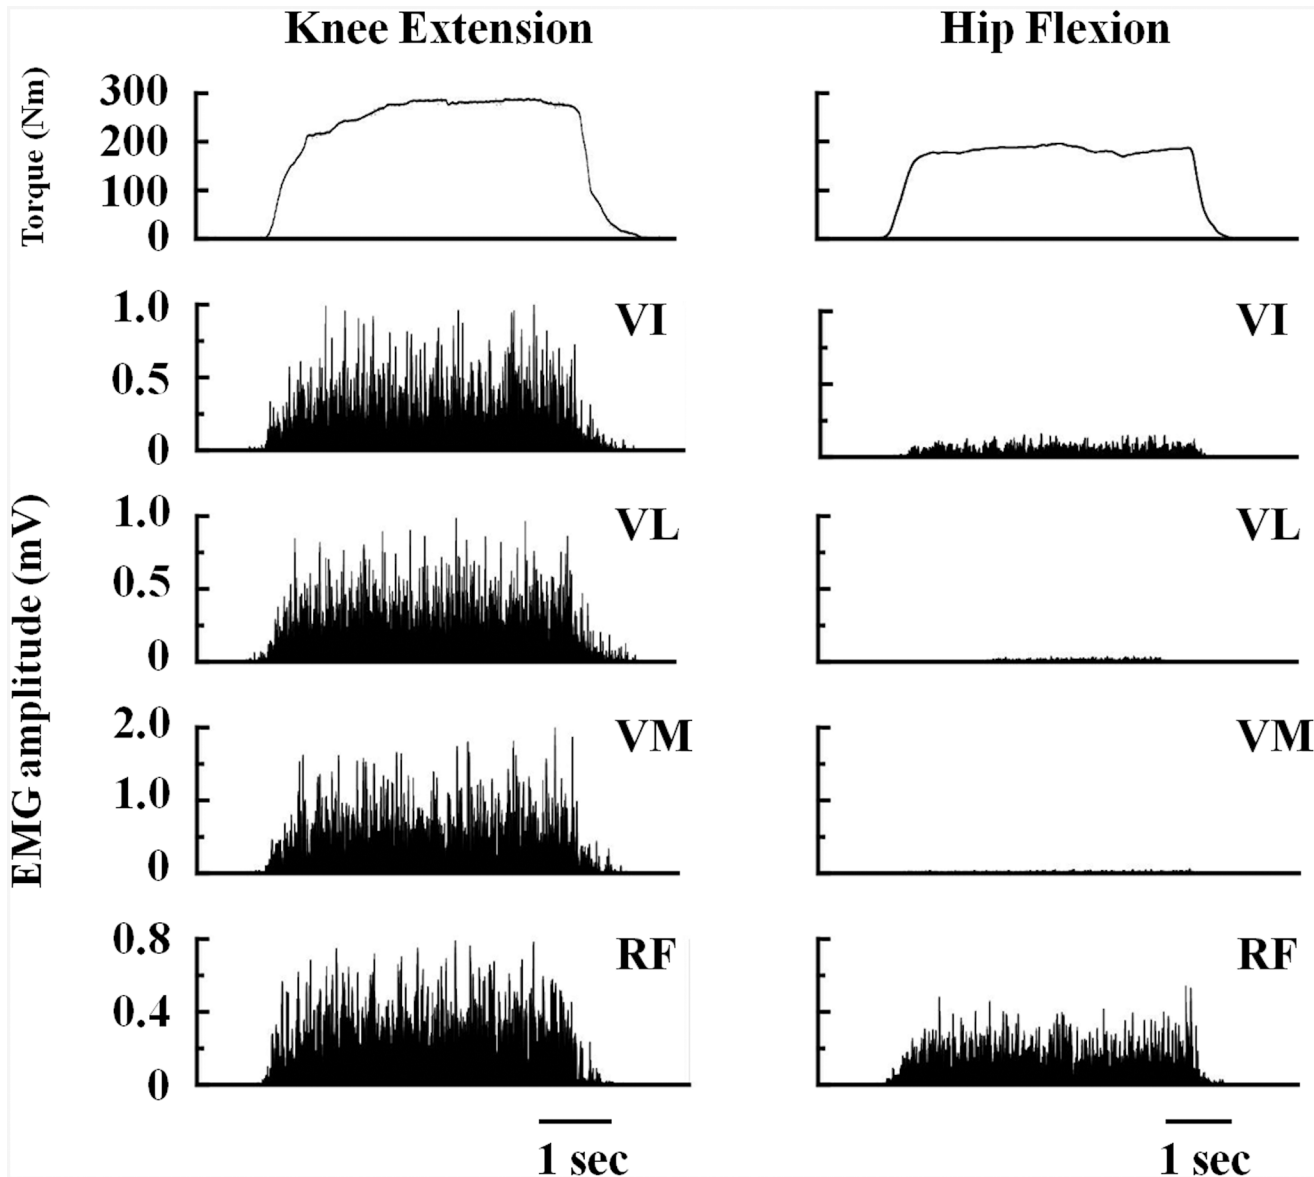 Knee Extension
Hip Flexion
Torque (Nm)
300
200
100
0
EMG amplitude (mV)
1.0
0.5
0
VI
VI
1.0
0.5
0
VL
VL
2.0
1.0
0
VM
VM
0.8
0.4
0
RF
RF
1 sec
1 sec